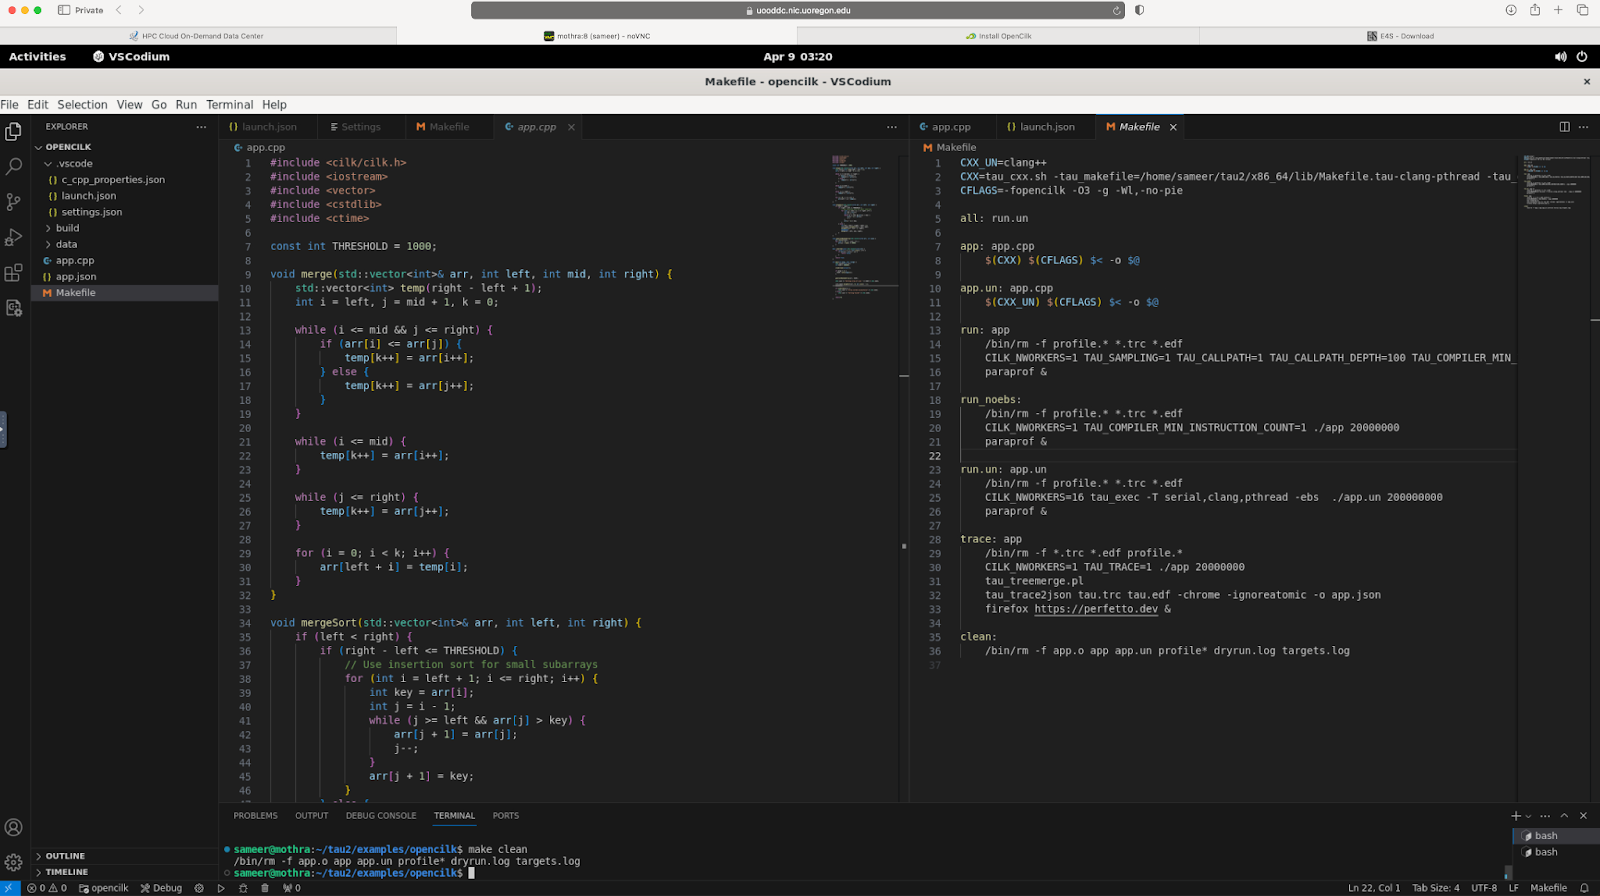 Private
uooddc.nic.uoregon.edu
HPC Cloud On-Demand Data Center
mothra:8 (sameer) - noVNC
Install OpenCilk
E4S - Download
Activities
VSCodium
Apr 9 03:20
Makefile - opencilk - VSCodium
File Edit Selection View Go Run Terminal Help
EXPLORER
OPENCILK
.vscode
c_cpp_properties.json
launch.json
settings.json
build
data
app.cpp
app.json
Makefile
OUTLINE
TIMELINE
launch.json
Settings
Makefile
app.cpp
app.cpp
1 #include <cilk/cilk.h>
2 #include <iostream>
3 #include <vector>
4 #include <cstdlib>
5 #include <ctime>
6
7 const int THRESHOLD = 1000;
8
9 void merge(std::vector<int>& arr, int left, int mid, int right) {
10 std::vector<int> temp(right - left + 1);
11 int i = left, j = mid + 1, k = 0;
12
13 while (i <= mid && j <= right) {
14 if (arr[i] <= arr[j]) {
15 temp[k++] = arr[i++];
16 } else {
17 temp[k++] = arr[j++];
18 }
19 }
20
21 while (i <= mid) {
22 temp[k++] = arr[i++];
23 }
24
25 while (j <= right) {
26 temp[k++] = arr[j++];
27 }
28
29 for (i = 0; i < k; i++) {
30 arr[left + i] = temp[i];
31 }
32 }
33
34 void mergeSort(std::vector<int>& arr, int left, int right) {
35 if (left < right) {
36 if (right - left <= THRESHOLD) {
37 // Use insertion sort for small subarrays
38 for (int i = left + 1; i <= right; i++) {
39 int key = arr[i];
40 int j = i - 1;
41 while (j >= left && arr[j] > key) {
42 arr[j + 1] = arr[j];
43 j--;
44 }
45 arr[j + 1] = key;
46 }
47 } else {
app.cpp
launch.json
Makefile
Makefile
1 CXX_UN=clang++
2 CXX=tau_cxx.sh -tau_makefile=/home/sameer/tau2/x86_64/lib/Makefile.tau-clang-pthread -tau_
3 CFLAGS=-fopencilk -O3 -g -Wl,-no-pie
4
5 all: run.un
6
7 app: app.cpp
8 $(CXX) $(CFLAGS) $< -o $@
9
10 app.un: app.cpp
11 $(CXX_UN) $(CFLAGS) $< -o $@
12
13 run: app
14 /bin/rm -f profile.* *.trc *.edf
15 CILK_NWORKERS=1 TAU_SAMPLING=1 TAU_CALLPATH=1 TAU_CALLPATH_DEPTH=100 TAU_COMPILER_MIN_
16 paraprof &
17
18 run_noebs:
19 /bin/rm -f profile.* *.trc *.edf
20 CILK_NWORKERS=1 TAU_COMPILER_MIN_INSTRUCTION_COUNT=1 ./app 20000000
21 paraprof &
22
23 run.un: app.un
24 /bin/rm -f profile.* *.trc *.edf
25 CILK_NWORKERS=16 tau_exec -T serial,clang,pthread -ebs ./app.un 200000000
26 paraprof &
27
28 trace: app
29 /bin/rm -f *.trc *.edf profile.*
30 CILK_NWORKERS=1 TAU_TRACE=1 ./app 20000000
31 tau_treemerge.pl
32 tau_trace2json tau.trc tau.edf -chrome -ignoreatomic -o app.json
33 firefox https://perfetto.dev &
34
35 clean:
36 /bin/rm -f app.o app app.un profile* dryrun.log targets.log
37
PROBLEMS OUTPUT DEBUG CONSOLE TERMINAL PORTS
sameer@mothra:~/tau2/examples/opencilk$ make clean
/bin/rm -f app.o app app.un profile* dryrun.log targets.log
sameer@mothra:~/tau2/examples/opencilk$
bash
bash
0 0 opencilk Debug 0
Ln 22, Col 1 Tab Size: 4 UTF-8 LF Makefile